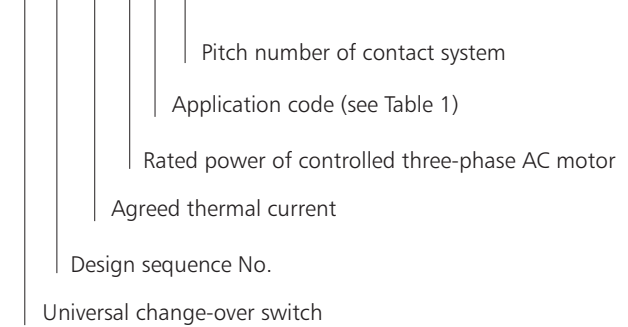 Pitch number of contact system
Application code (see Table 1)
Rated power of controlled three-phase AC motor
Agreed thermal current
Design sequence No.
Universal change-over switch